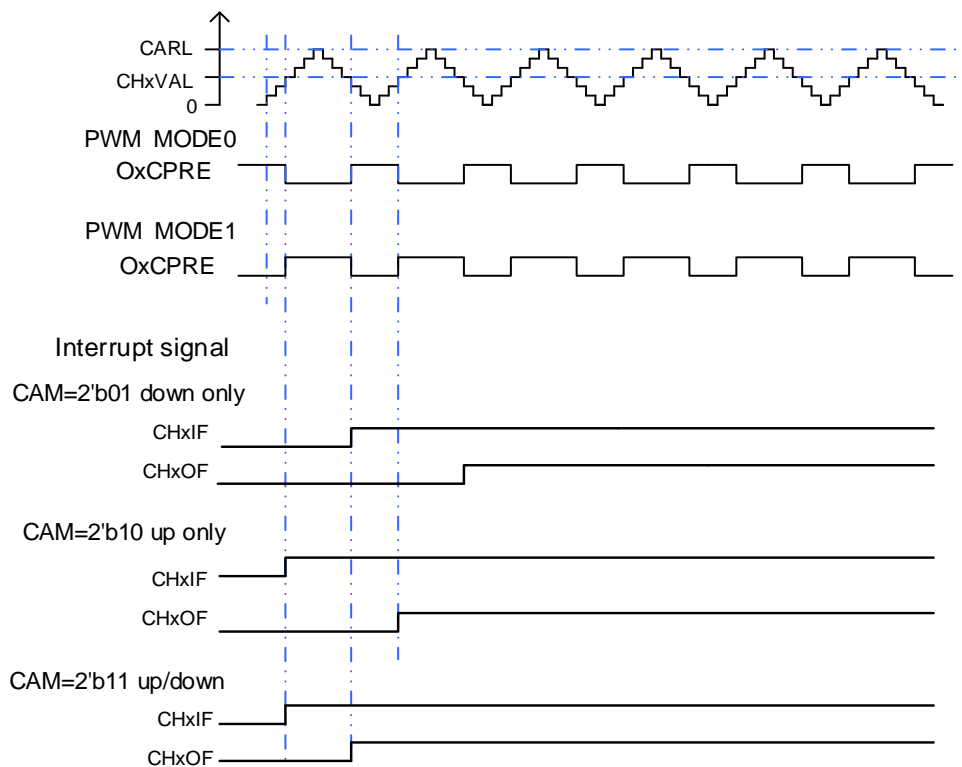 CARL
CHxVAL
0
PWM MODE0
OxCPRE
PWM MODE1
OxCPRE
Interrupt signal
CAM=2'b01 down only
CHxIF
CHxOF
CAM=2'b10 up only
CHxIF
CHxOF
CAM=2'b11 up/down
CHxIF
CHxOF